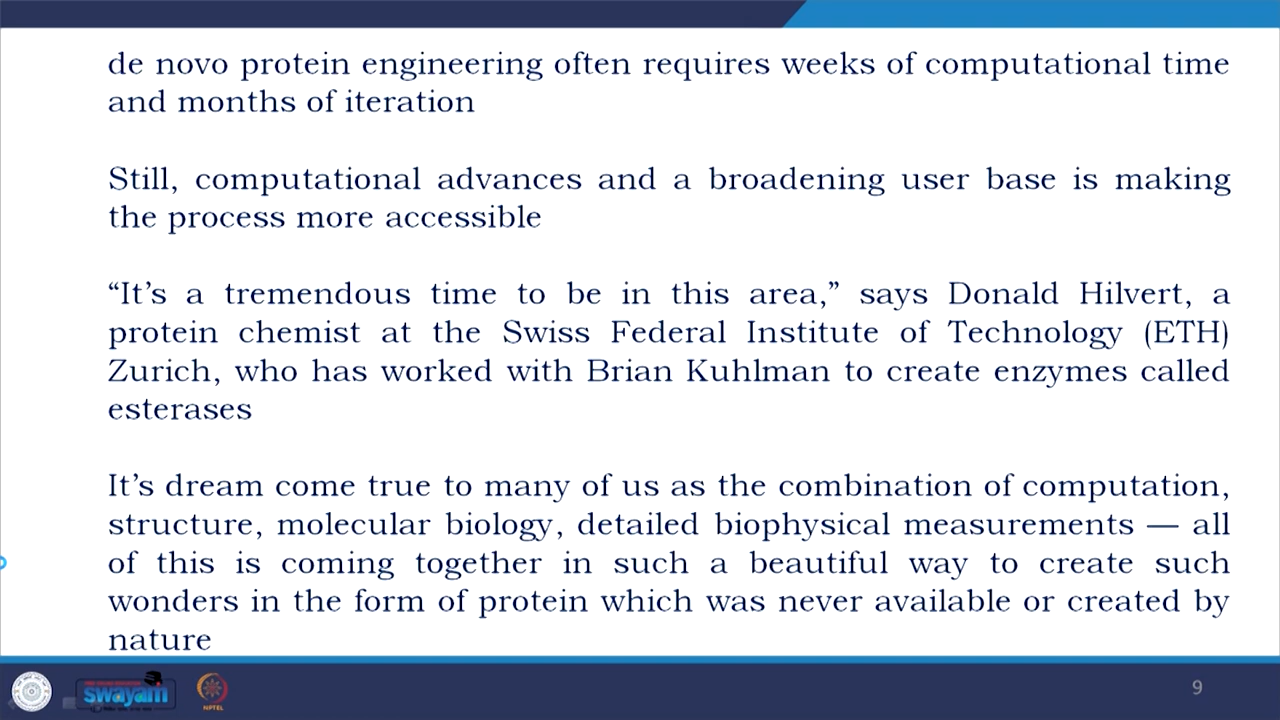 de novo protein engineering often requires weeks of computational time
and months of iteration
Still, computational advances and a broadening user base is making
the process more accessible
“It’s a tremendous time to be in this area,” says Donald Hilvert, a
protein chemist at the Swiss Federal Institute of Technology (ETH)
Zurich, who has worked with Brian Kuhlman to create enzymes called
esterases
It’s dream come true to many of us as the combination of computation,
structure, molecular biology, detailed biophysical measurements — all
of this is coming together in such a beautiful way to create such
wonders in the form of protein which was never available or created by
nature
swayam
NPTEL
9